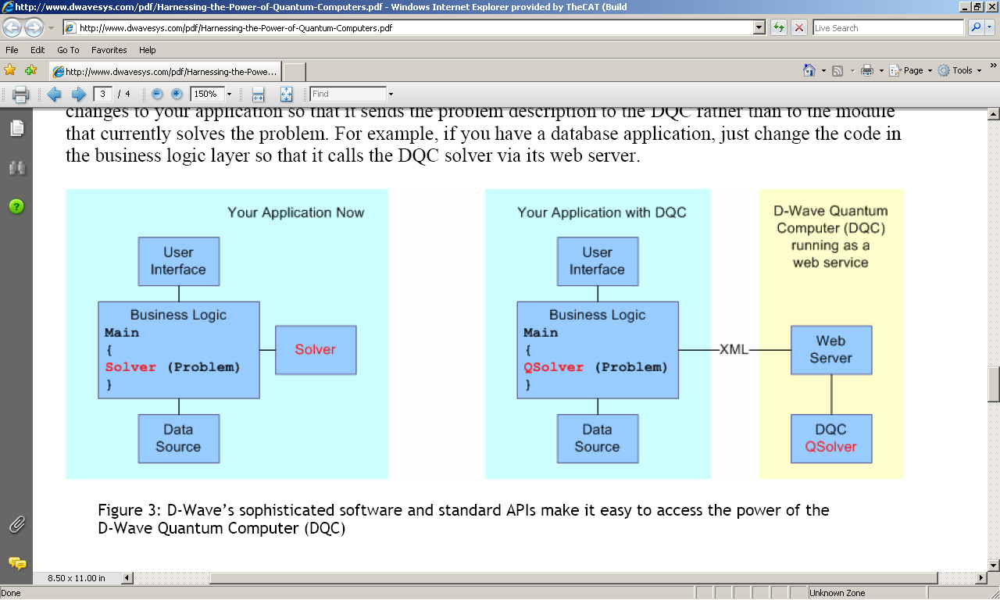 http://www.dwavesys.com/pdf/Harnessing-the-Power-of-Quantum-Computers.pdf - Windows Internet Explorer provided by TheCAT (Build
http://www.dwavesys.com/pdf/Harnessing-the-Power-of-Quantum-Computers.pdf
Live Search
File Edit Go To Favorites Help
http://www.dwavesys.com/pdf/Harnessing-the-Powe...
Page Tools »
3 / 4 150% Find
changes to your application so that it sends the problem description to the DQC rather than to the module
that currently solves the problem. For example, if you have a database application, just change the code in
the business logic layer so that it calls the DQC solver via its web server.
Your Application Now
User
Interface
Business Logic
Main
{
Solver (Problem)
}
Solver
Data
Source
Your Application with DQC
User
Interface
Business Logic
Main
{
QSolver (Problem)
}
XML
Data
Source
D-Wave Quantum
Computer (DQC)
running as a
web service
Web
Server
DQC
QSolver
Figure 3: D-Wave's sophisticated software and standard APIs make it easy to access the power of the
D-Wave Quantum Computer (DQC)
8.50 x 11.00 in
Done
Unknown Zone